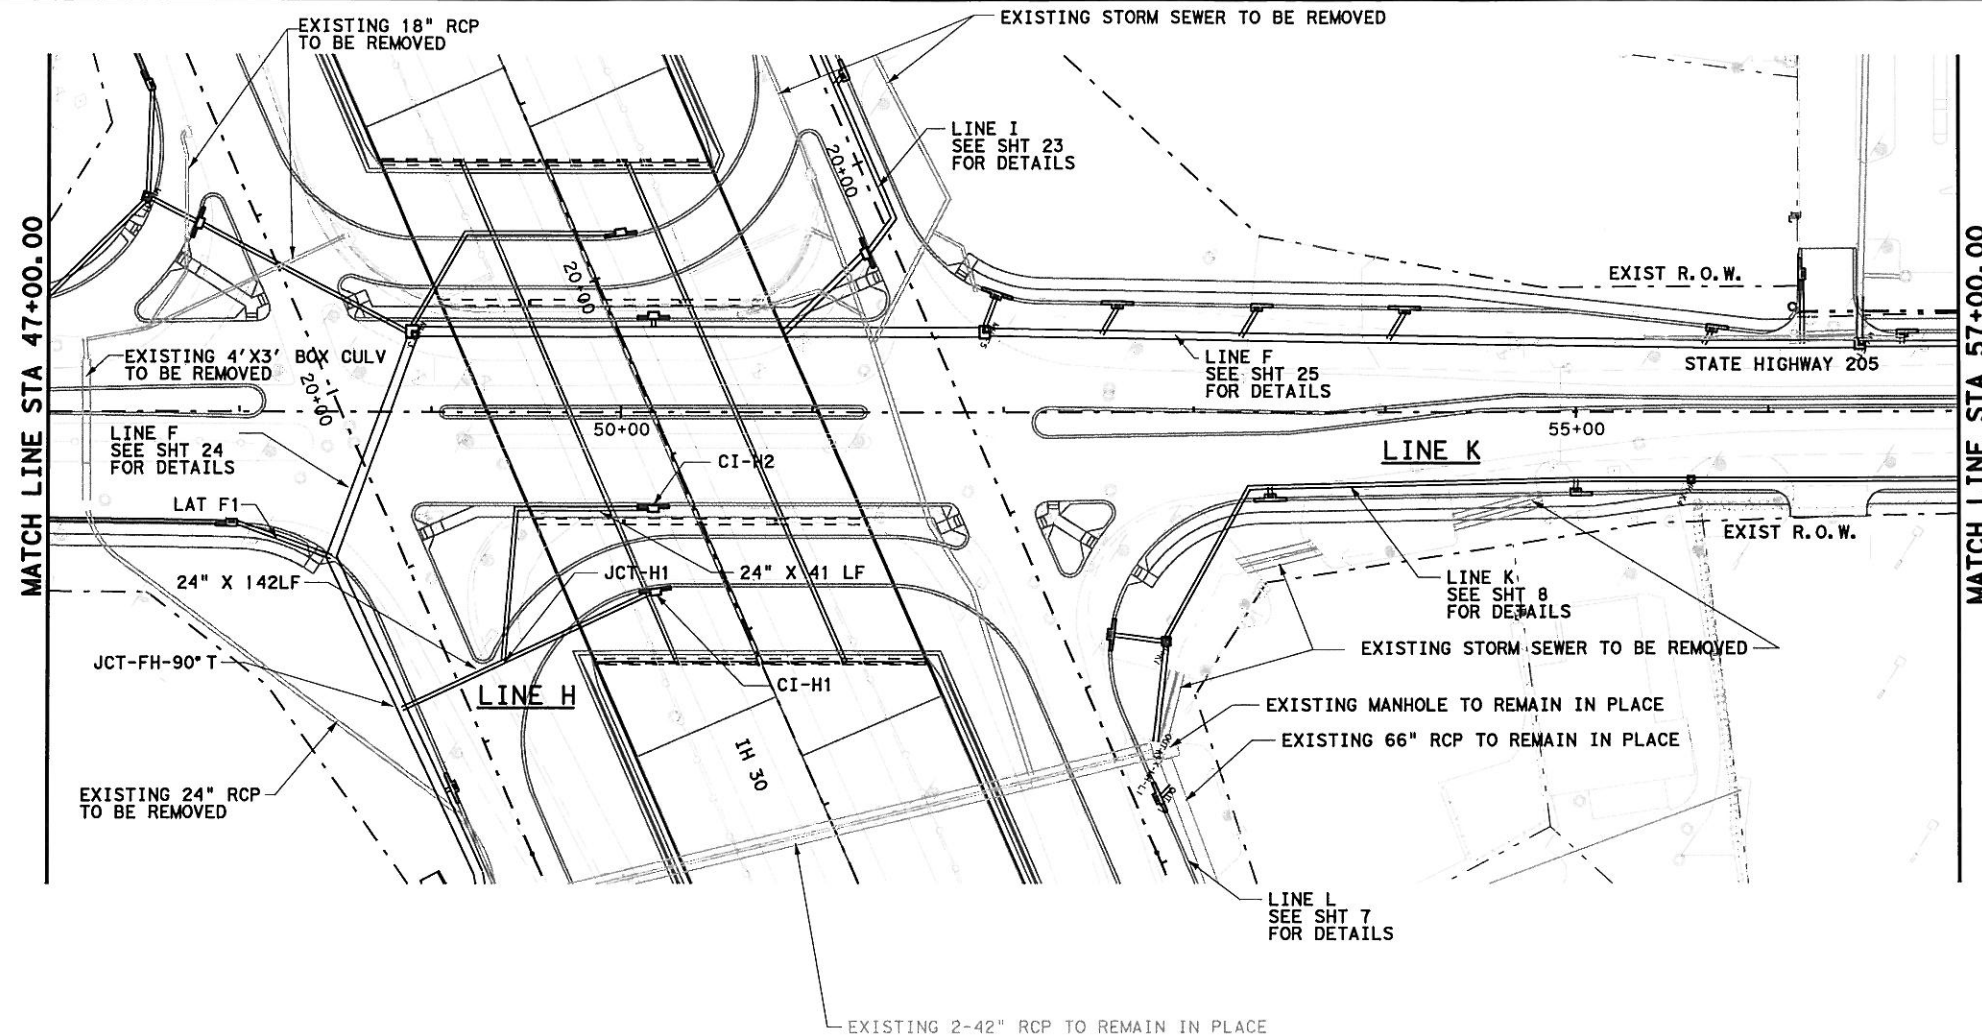 EXISTING 18" RCP
TO BE REMOVED
EXISTING STORM SEWER TO BE REMOVED
LINE I
SEE SHT 23
FOR DETAILS
20+00
20+00
EXIST R.O.W.
MATCH LINE STA 47+00.00
MATCH LINE STA 57+00.00
EXISTING 4'X3' BOX CULV
TO BE REMOVED
20+00
LINE F
SEE SHT 25
FOR DETAILS
STATE HIGHWAY 205
50+00
55+00
LINE F
SEE SHT 24
FOR DETAILS
LINE K
CI-H2
LAT F1
EXIST R.O.W.
24" X 142LF
JCT-H1
24" X 41 LF
LINE K
SEE SHT 8
FOR DETAILS
EXISTING STORM SEWER TO BE REMOVED
JCT-FH-90°T
LINE H
CI-H1
EXISTING MANHOLE TO REMAIN IN PLACE
EXISTING 66" RCP TO REMAIN IN PLACE
IH 30
EXISTING 24" RCP
TO BE REMOVED
LINE L
SEE SHT 7
FOR DETAILS
EXISTING 2-42" RCP TO REMAIN IN PLACE